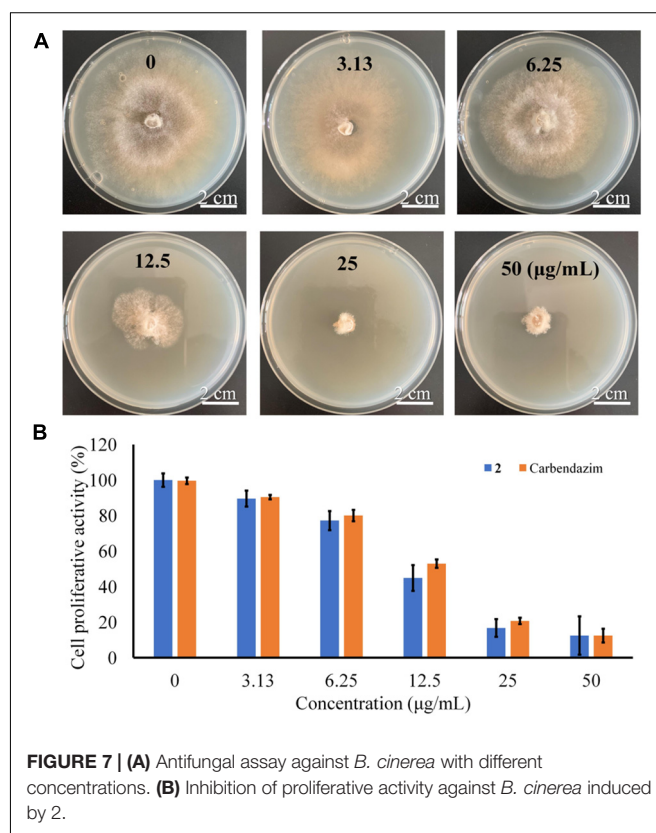 A
0
3.13
6.25
2 cm
2 cm
2 cm
12.5
25
50 (µg/mL)
2 cm
2 cm
2 cm
B
Cell proliferative activity (%)
120
100
80
60
40
20
0
2 Carbendazim
0 3.13 6.25 12.5 25 50
Concentration (µg/mL)
FIGURE 7 | (A) Antifungal assay against B. cinerea with different
concentrations. (B) Inhibition of proliferative activity against B. cinerea induced
by 2.